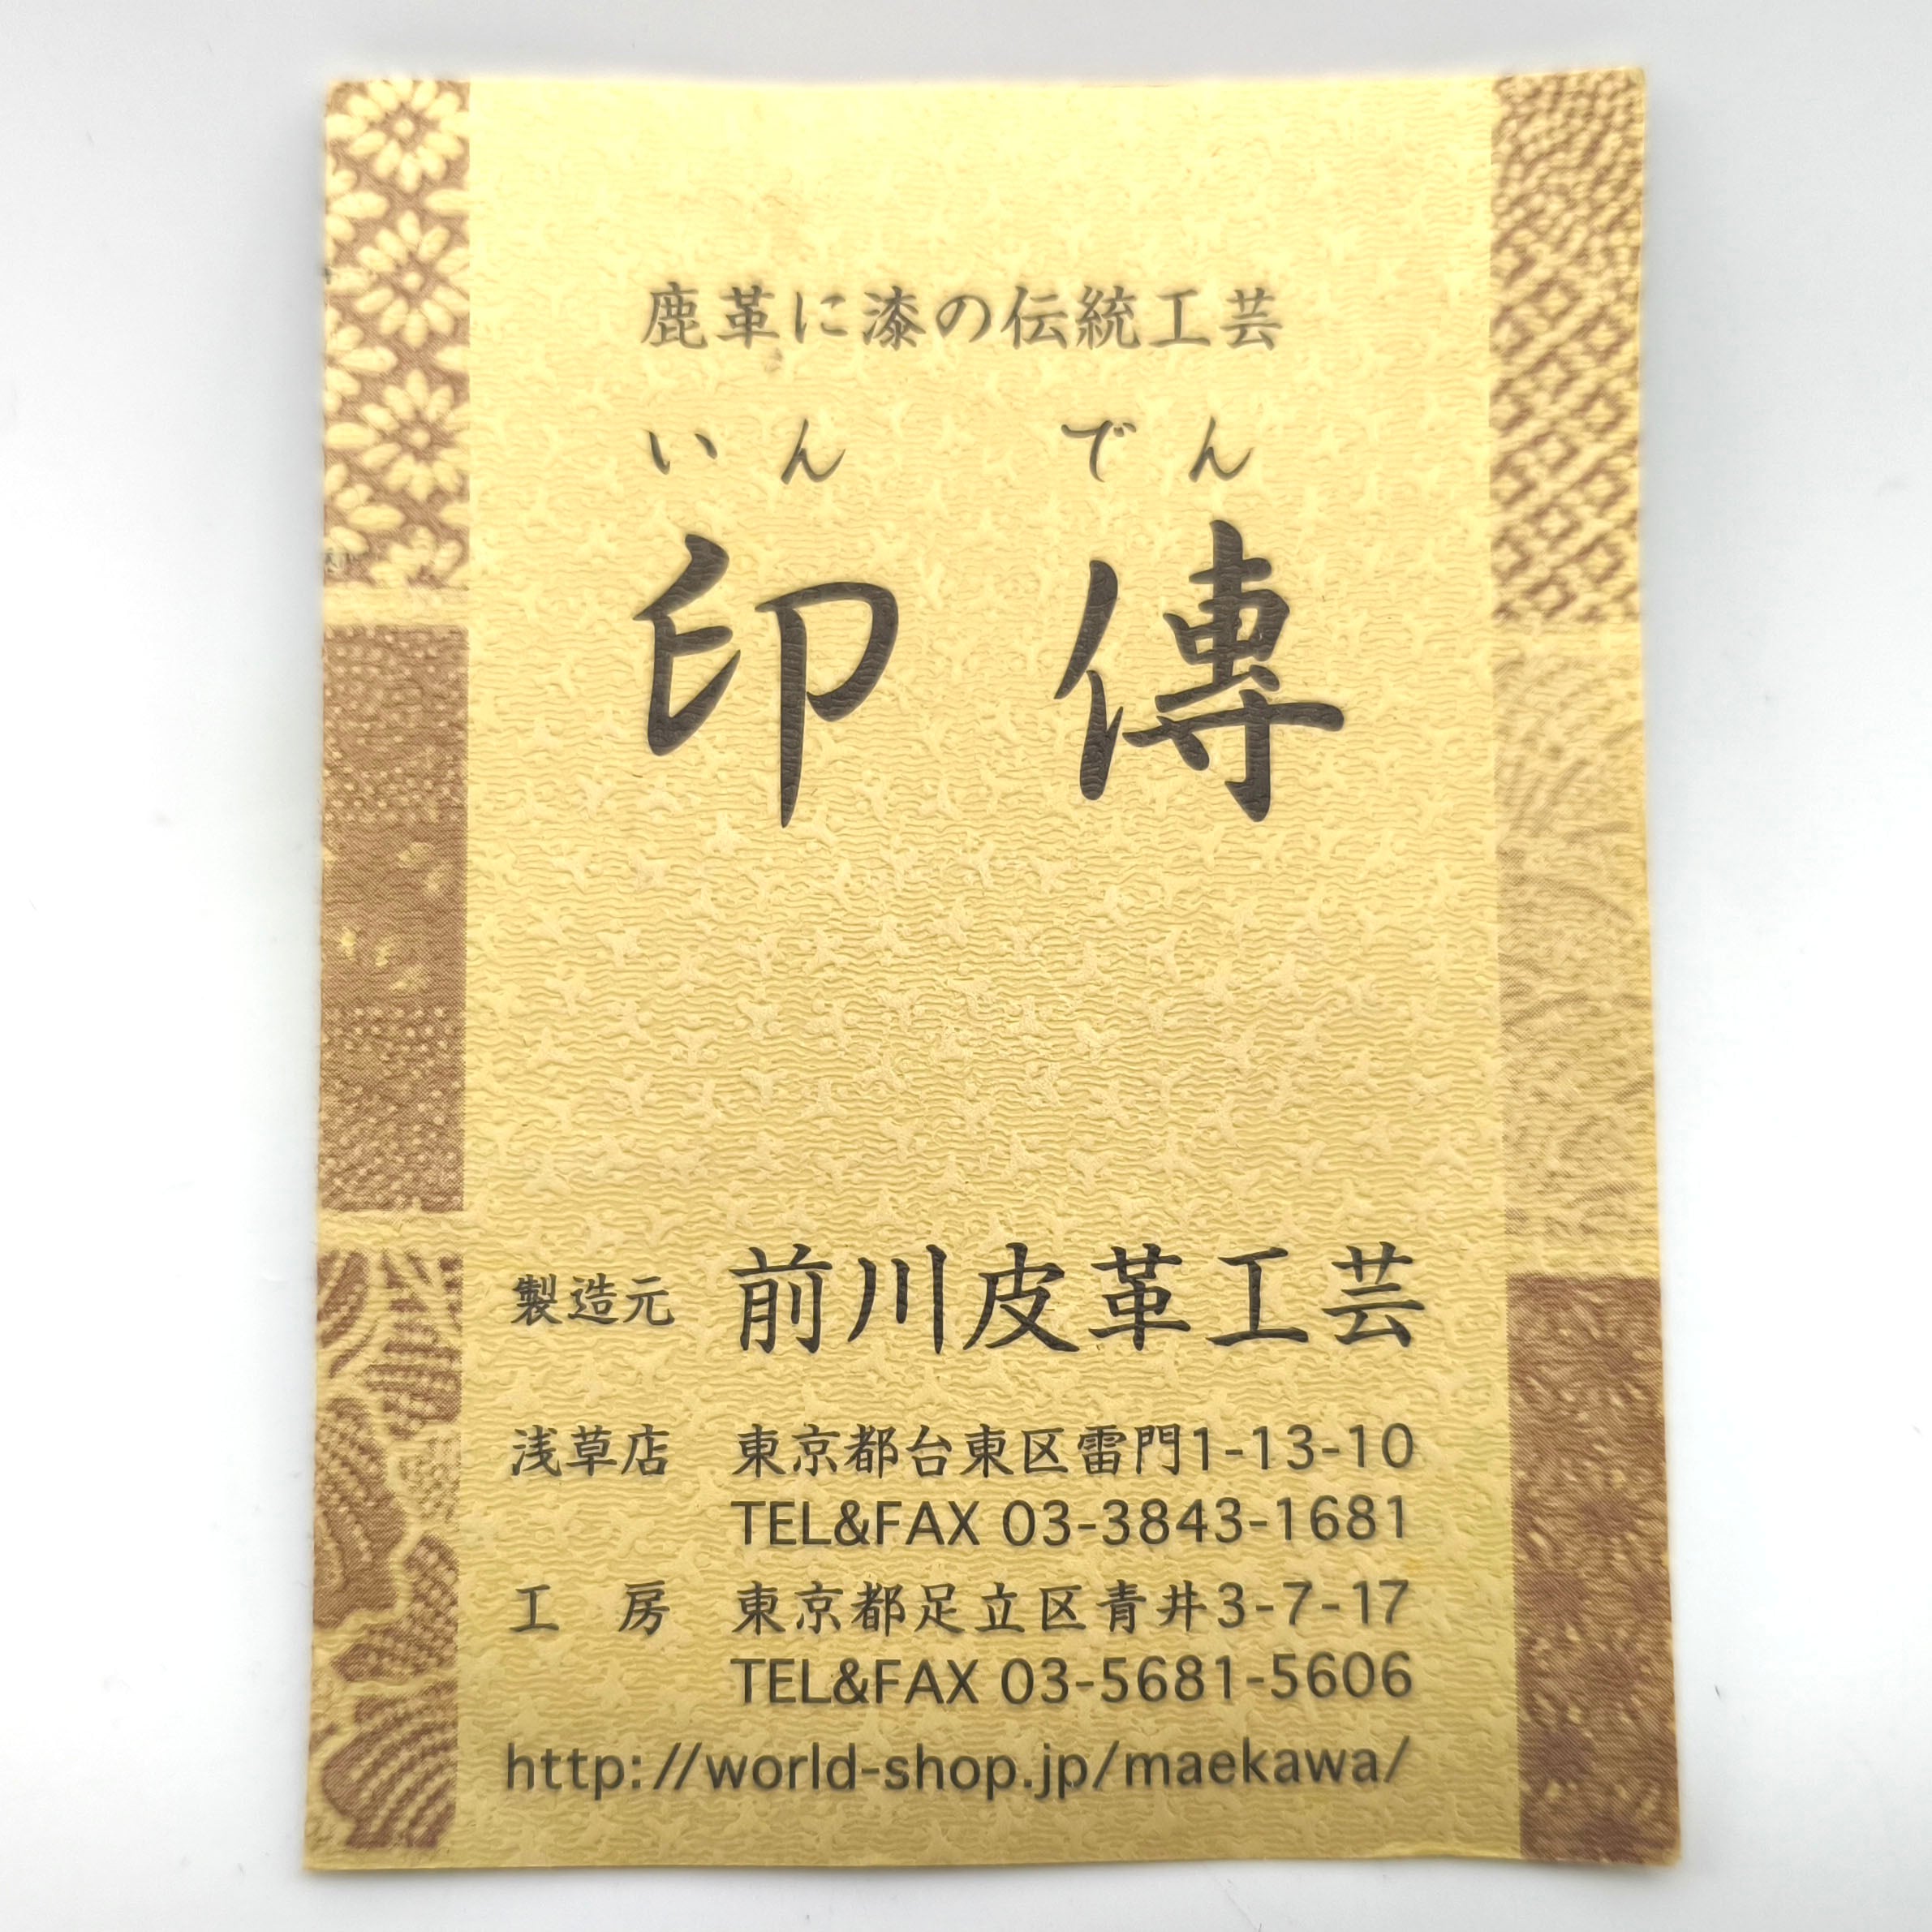 鹿革に漆の伝統工芸
いん でん
印傳
製造元 前川皮革工芸
浅草店 東京都台東区雷門1-13-10
TEL&FAX 03-3843-1681
工 房 東京都足立区青井3-7-17
TEL&FAX 03-5681-5606
http://world-shop.jp/maekawa/